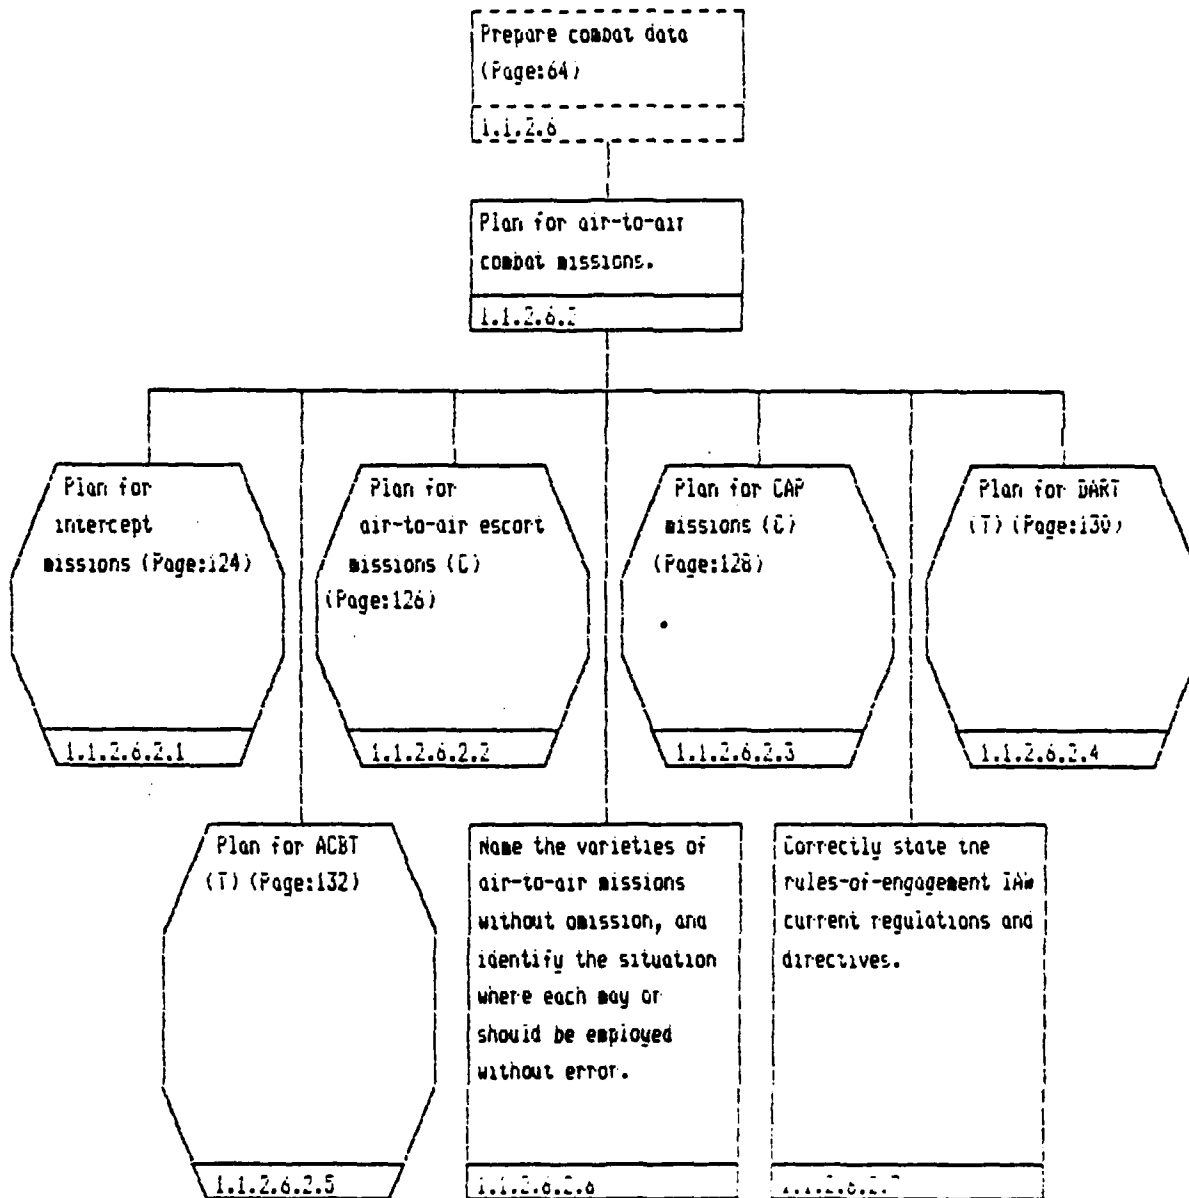 Prepare combat data
(Page:64)
1.1.2.6
Plan for air-to-air
combat missions.
1.1.2.6.2
Plan for
intercept
missions (Page:124)
1.1.2.6.2.1
Plan for
air-to-air escort
missions (C)
(Page:126)
1.1.2.6.2.2
Plan for CAP
missions (C)
(Page:128)
1.1.2.6.2.3
Plan for DART
(T) (Page:130)
1.1.2.6.2.4
Plan for ACBT
(T) (Page:132)
1.1.2.6.2.5
Name the varieties of
air-to-air missions
without omission, and
identify the situation
where each may or
should be employed
without error.
1.1.2.6.2.6
Correctly state the
rules-of-engagement IAW
current regulations and
directives.
1.1.2.6.2.7